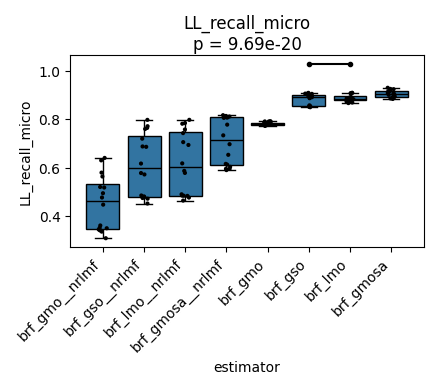 LL_recall_micro
p = 9.69e-20
LL_recall_micro
1.0
0.8
0.6
0.4
brf_gmo__nrlmf
brf_gso__nrlmf
brf_lmo__nrlmf
brf_gmosa__nrlmf
brf_gmo
brf_gso
brf_lmo
brf_gmosa
estimator